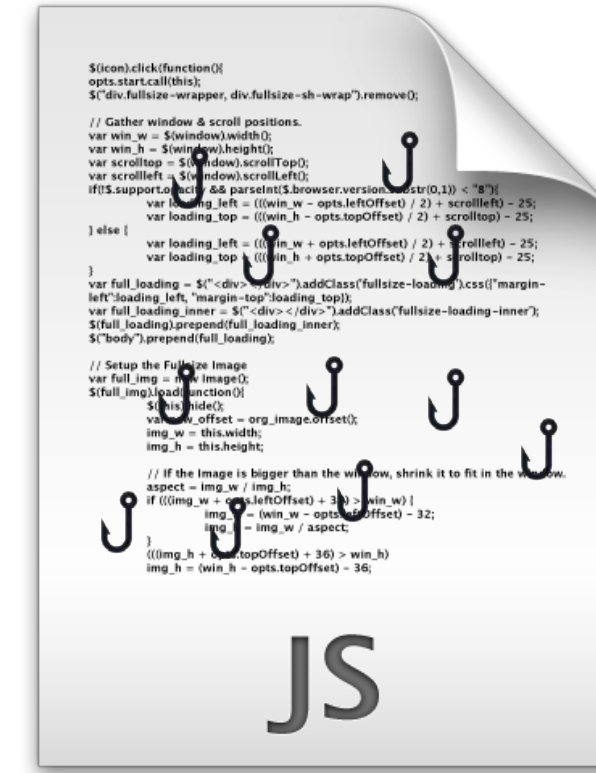 $(icon).click(function(){
opts.start.call(this);
$("div.fullsize-wrapper, div.fullsize-sh-wrap").remove();
// Gather window & scroll positions.
var win_w = $(window).width();
var win_h = $(window).height();
var scrolltop = $(window).scrollTop();
var scrollleft = $(window).scrollLeft();
if(!$.support.opacity && parseInt($.browser.version.substr(0,1)) < "8"){
var loading_left = (((win_w - opts.leftOffset) / 2) + scrollleft) - 25;
var loading_top = (((win_h - opts.topOffset) / 2) + scrolltop) - 25;
} else {
var loading_left = (((win_w + opts.leftOffset) / 2) + scrollleft) - 25;
var loading_top = (((win_h + opts.topOffset) / 2) + scrolltop) - 25;
}
var full_loading = $("<div></div>").addClass('fullsize-loading').css({"margin-
left":loading_left, "margin-top":loading_top});
var full_loading_inner = $("<div></div>").addClass('fullsize-loading-inner');
$(full_loading).prepend(full_loading_inner);
$("body").prepend(full_loading);
// Setup the Fullsize Image
var full_img = new Image();
$(full_img).load(function(){
$(this).hide();
var new_offset = org_image.offset();
img_w = this.width;
img_h = this.height;
// If the Image is bigger than the window, shrink it to fit in the window.
aspect = img_w / img_h;
if (((img_w + opts.leftOffset) + 36) > win_w) {
img_w = (win_w - opts.leftOffset) - 32;
img_h = img_w / aspect;
}
(((img_h + opts.topOffset) + 36) > win_h)
img_h = (win_h - opts.topOffset) - 36;
JS